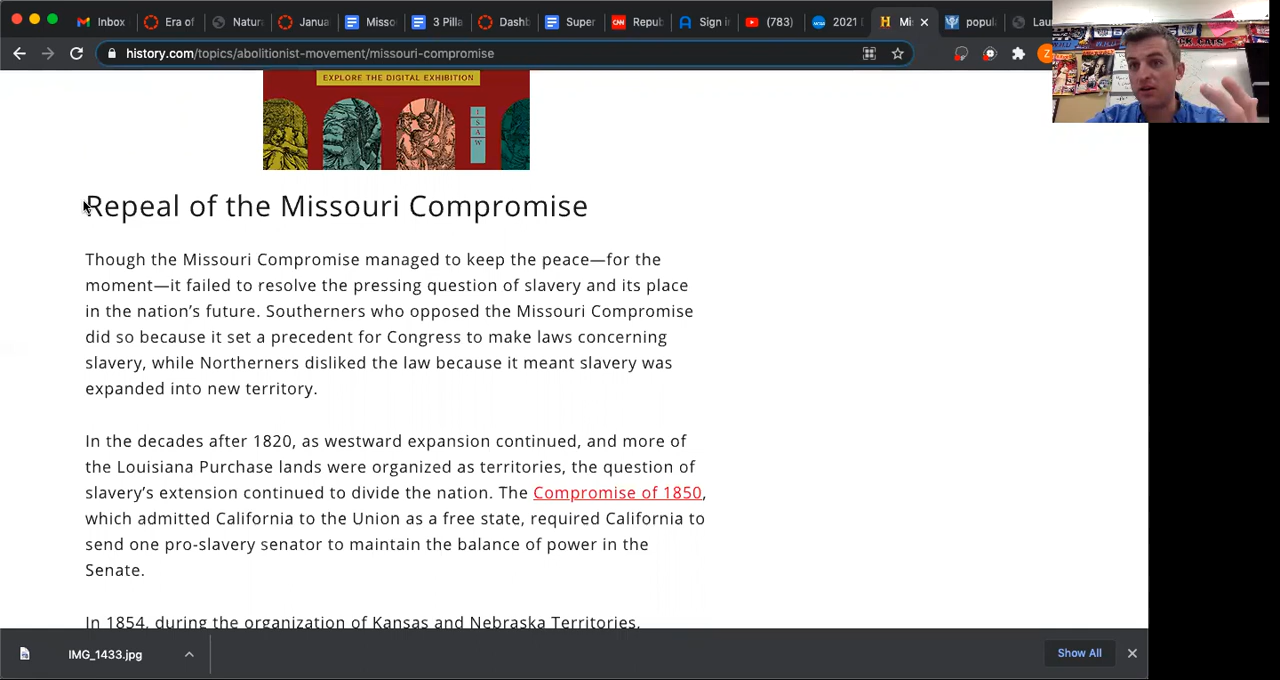 Inbox
Era of
Natur
Janua
Misso
3 Pilla
Dashb
Super
CNN
Repub
Sign in
(783)
2021 [
H
Mi
popul
Lau
history.com/topics/abolitionist-movement/missouri-compromise
Z
EXPLORE THE DIGITAL EXHIBITION
I
S
A
W
Repeal of the Missouri Compromise
Though the Missouri Compromise managed to keep the peace—for the
moment—it failed to resolve the pressing question of slavery and its place
in the nation’s future. Southerners who opposed the Missouri Compromise
did so because it set a precedent for Congress to make laws concerning
slavery, while Northerners disliked the law because it meant slavery was
expanded into new territory.
In the decades after 1820, as westward expansion continued, and more of
the Louisiana Purchase lands were organized as territories, the question of
slavery’s extension continued to divide the nation. The Compromise of 1850,
which admitted California to the Union as a free state, required California to
send one pro-slavery senator to maintain the balance of power in the
Senate.
In 1854, during the organization of Kansas and Nebraska Territories,
IMG_1433.jpg
Show All